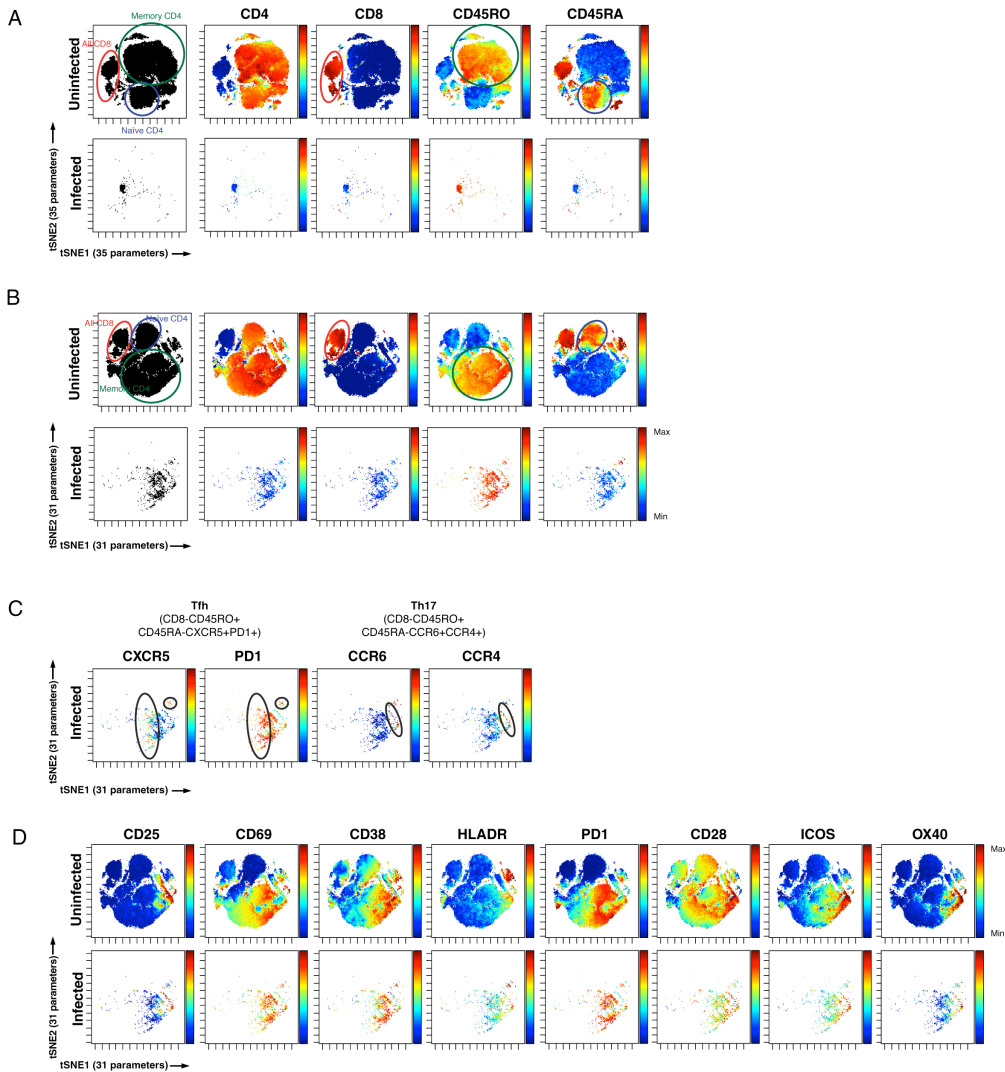 A
CD4
CD8
CD45RO
CD45RA
Uninfected
All CD8
Memory CD4
Naïve CD4
Infected
tSNE2 (35 parameters)
tSNE1 (35 parameters)
B
Uninfected
All CD8
Naïve CD4
Memory CD4
Infected
Max
Min
tSNE2 (31 parameters)
tSNE1 (31 parameters)
C
Tfh
(CD8-CD45RO+
CD45RA-CXCR5+PD1+)
Th17
(CD8-CD45RO+
CD45RA-CCR6+CCR4+)
CXCR5
PD1
CCR6
CCR4
Infected
tSNE2 (31 parameters)
tSNE1 (31 parameters)
D
CD25
CD69
CD38
HLADR
PD1
CD28
ICOS
OX40
Uninfected
Max
Min
Infected
tSNE2 (31 parameters)
tSNE1 (31 parameters)